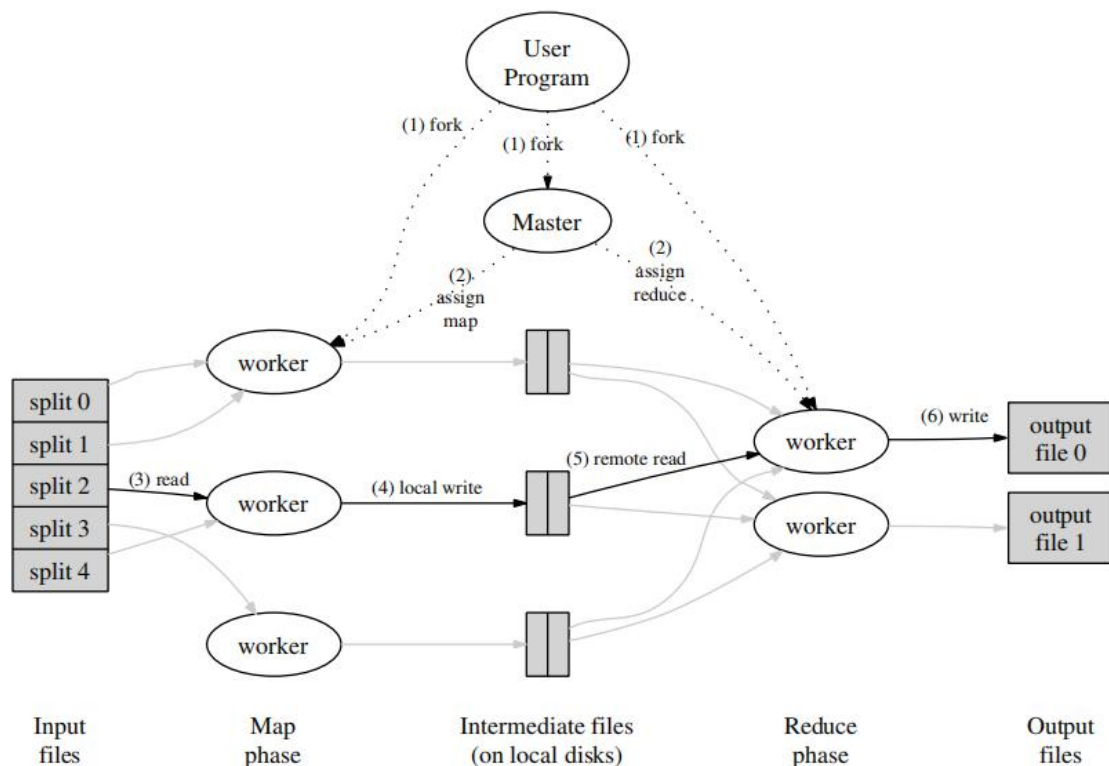 User
Program
(1) fork
(1) fork
(1) fork
Master
(2)
assign
map
(2)
assign
reduce
worker
split 0
split 1
split 2
split 3
split 4
(3) read
worker
(4) local write
(5) remote read
worker
(6) write
output
file 0
worker
output
file 1
worker
Input
files
Map
phase
Intermediate files
(on local disks)
Reduce
phase
Output
files